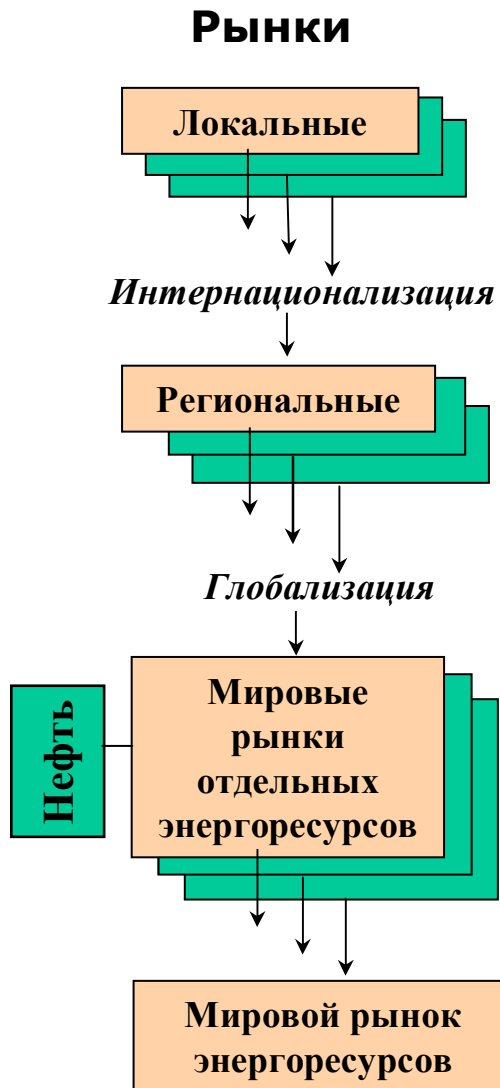 Рынки
Локальные
Интернационализация
Региональные
Глобализация
Нефть
Мировые
рынки
отдельных
энергоресурсов
Мировой рынок
энергоресурсов